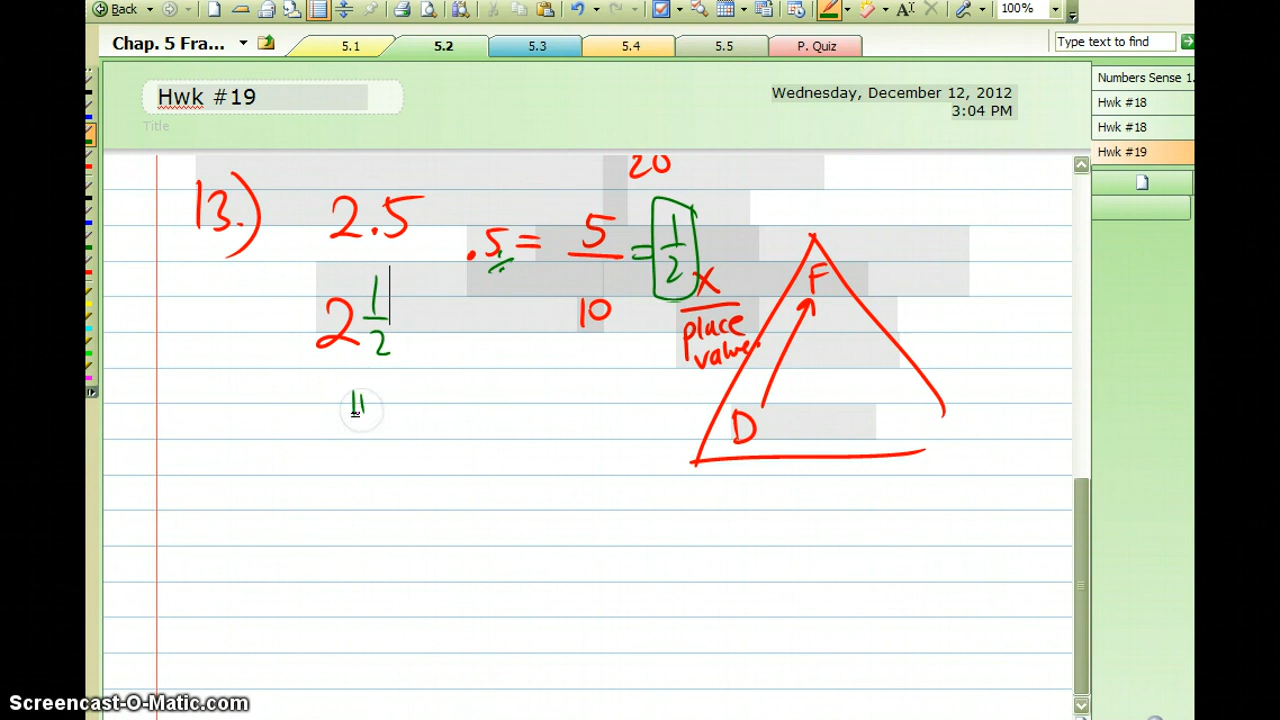 Back 100%
Chap. 5 Fra... 5.1 5.2 5.3 5.4 5.5 P. Quiz Type text to find
Hwk #19
Title
Wednesday, December 12, 2012
3:04 PM
Numbers Sense 1.
Hwk #18
Hwk #18
Hwk #19
20
13.) 2.5 .5 = 5/10 = 1/2
x
place
value
2 1/2
F
D
Screencast-O-Matic.com